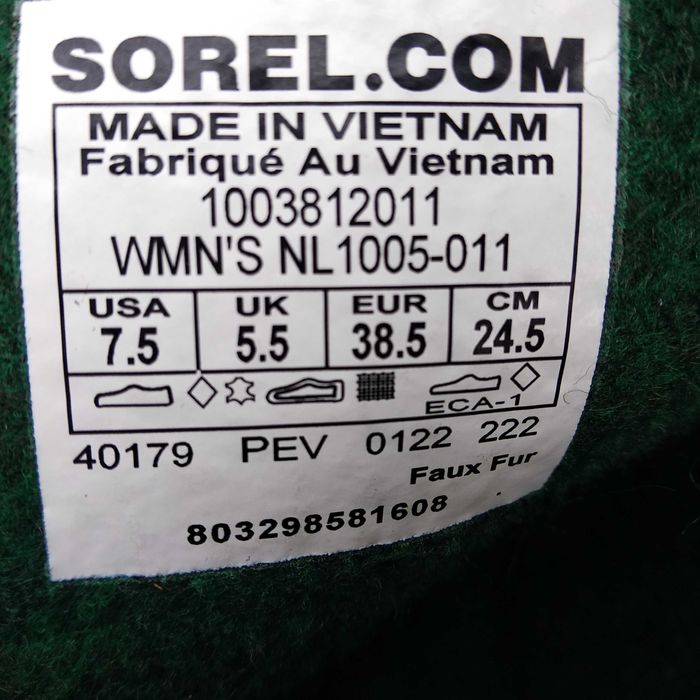 SOREL.COM
MADE IN VIETNAM
Fabriqué Au Vietnam
1003812011
WMN'S NL1005-011
USA UK EUR CM
7.5 5.5 38.5 24.5
ECA-1
40179 PEV 0122 222
Faux Fur
803298581608